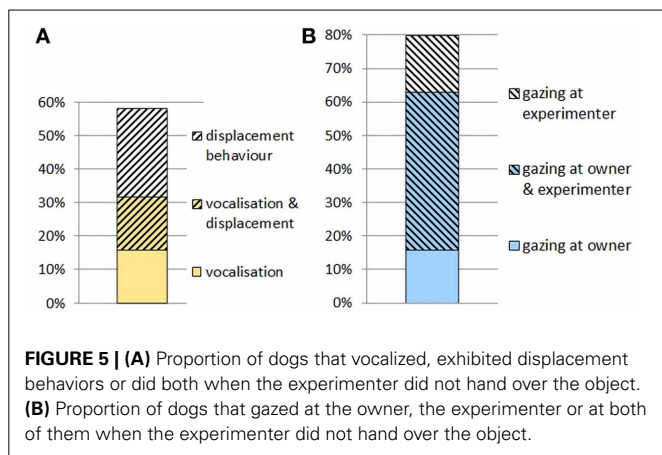 A
60%
50%
40%
30%
20%
10%
0%
displacement
behaviour
vocalisation &
displacement
vocalisation
B
80%
70%
60%
50%
40%
30%
20%
10%
0%
gazing at
experimenter
gazing at owner
& experimenter
gazing at owner
FIGURE 5 | (A) Proportion of dogs that vocalized, exhibited displacement
behaviors or did both when the experimenter did not hand over the object.
(B) Proportion of dogs that gazed at the owner, the experimenter or at both
of them when the experimenter did not hand over the object.